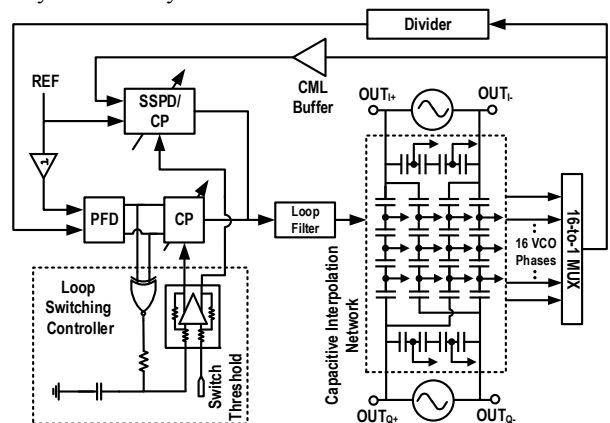 Divider
REF
SSPD/
CP
CML
Buffer
OUTI+
OUTI-
PFD
CP
Loop
Filter
Capacitive Interpolation
Network
16 VCO
Phases
16-to-1 MUX
Loop
Switching
Controller
Switch
Threshold
OUTQ+
OUTQ-